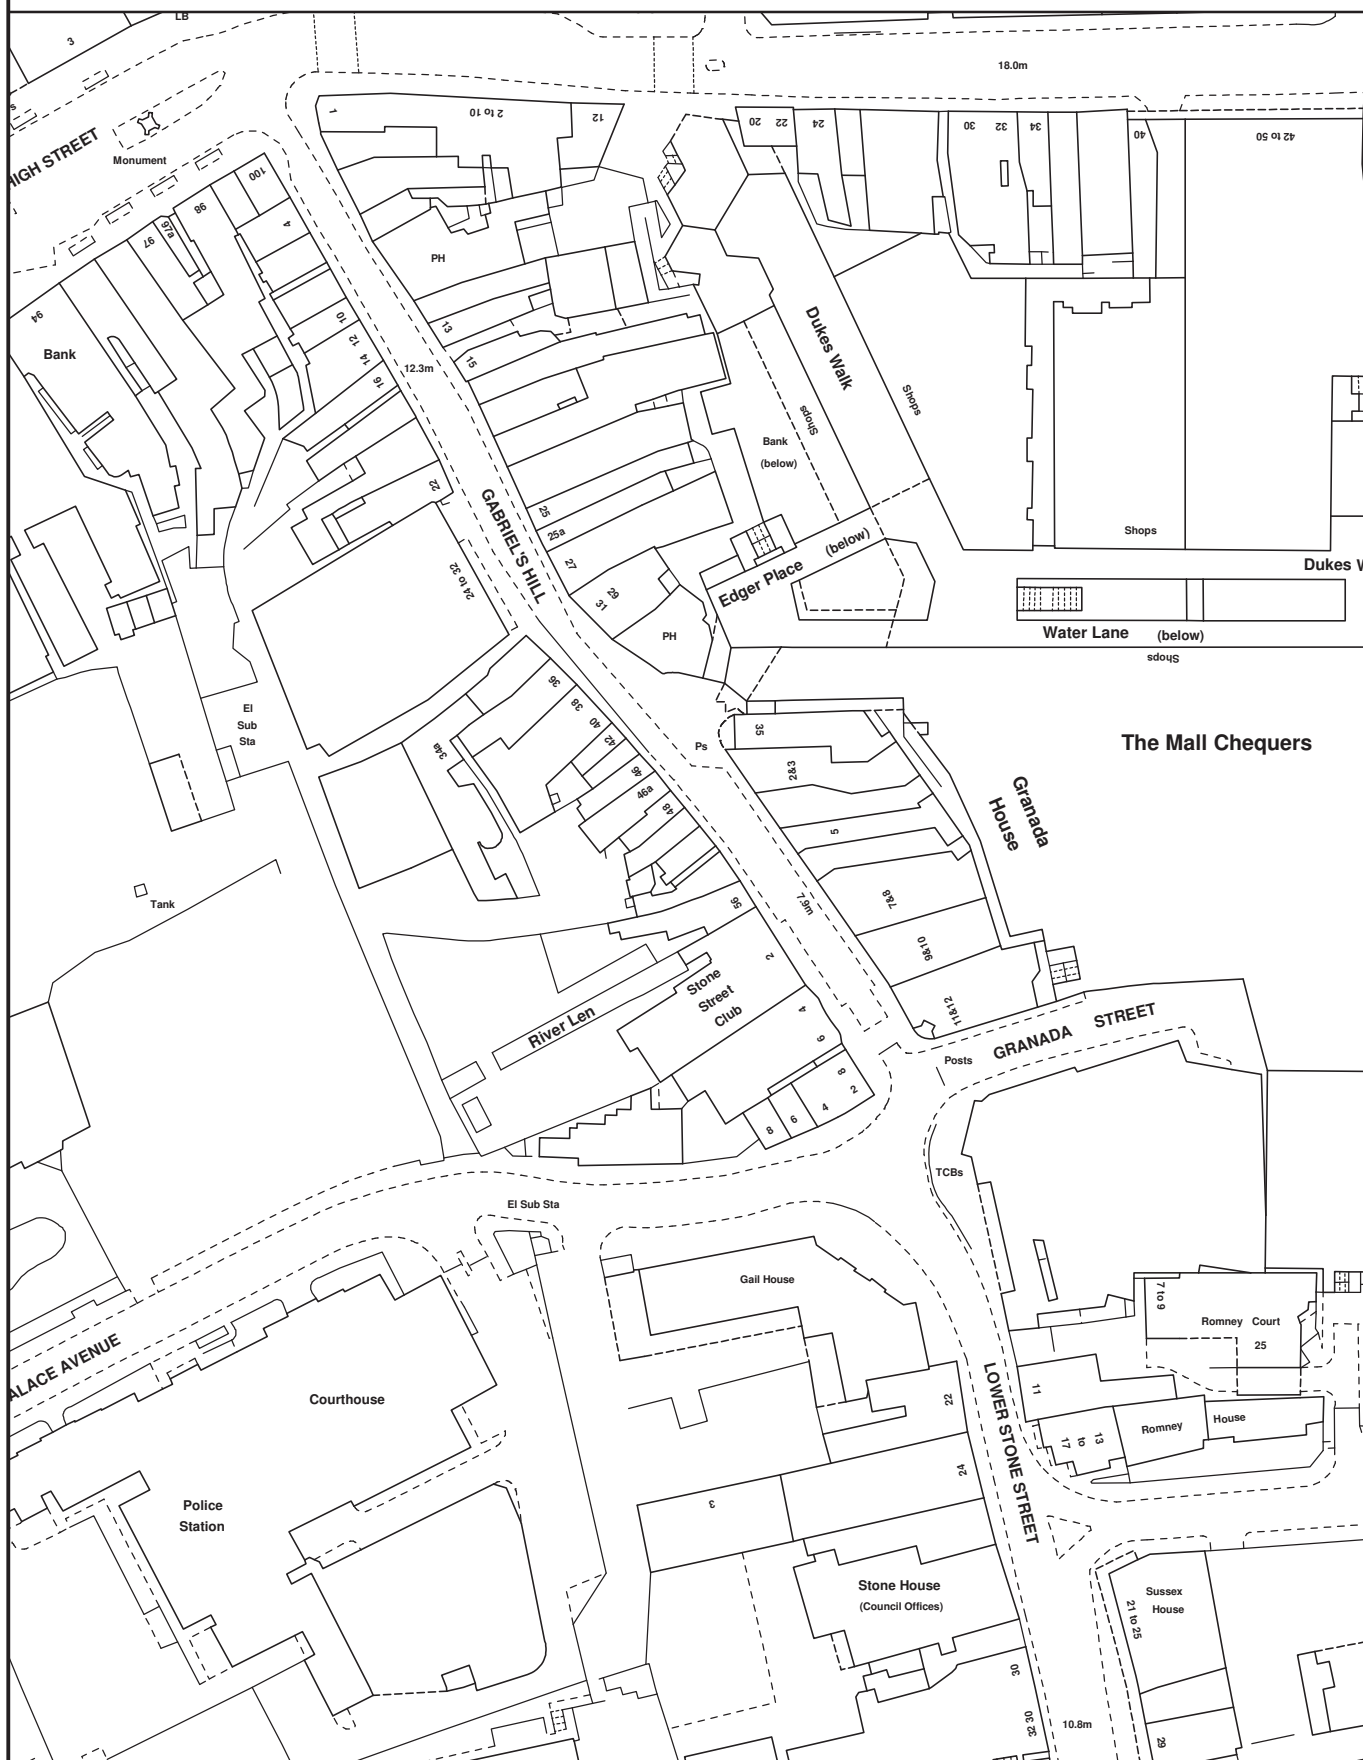 LB
3
18.0m
HIGH STREET
Monument
1
2 to 10
12
20
22
24
30
32
34
40
42 to 50
100
98
97a
97
4
94
Bank
PH
10
12
14
16
12.3m
13
15
Dukes Walk
Shops
Shops
Bank
(below)
22
GABRIEL'S HILL
24 to 32
25
25a
27
29
31
PH
Edger Place
(below)
Shops
Dukes W
Water Lane
(below)
Shops
El
Sub
Sta
34a
36
38
40
42
46
46a
48
Ps
35
2&3
5
The Mall Chequers
Granada
House
7&8
9&10
11&12
7.9m
Tank
56
2
Stone
Street
Club
River Len
4
6
8
2
4
6
8
Posts
GRANADA STREET
TCBs
El Sub Sta
Gail House
7 to 9
Romney Court
25
ALACE AVENUE
Courthouse
LOWER STONE STREET
22
11
13
to
17
Romney House
24
3
Police
Station
Stone House
(Council Offices)
Sussex
House
21 to 25
30
32 30
10.8m
29